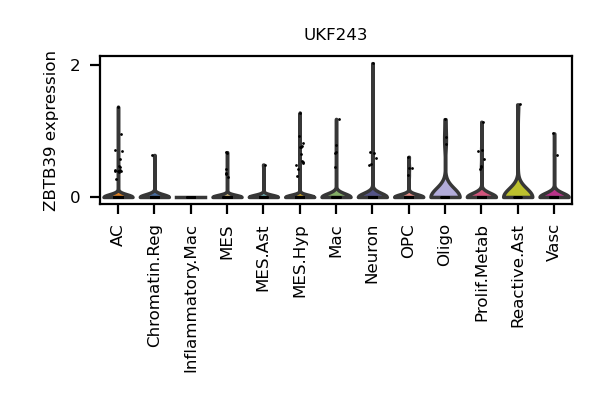 UKF243
ZBTB39 expression
2
0
AC
Chromatin.Reg
Inflammatory.Mac
MES
MES.Ast
MES.Hyp
Mac
Neuron
OPC
Oligo
Prolif.Metab
Reactive.Ast
Vasc